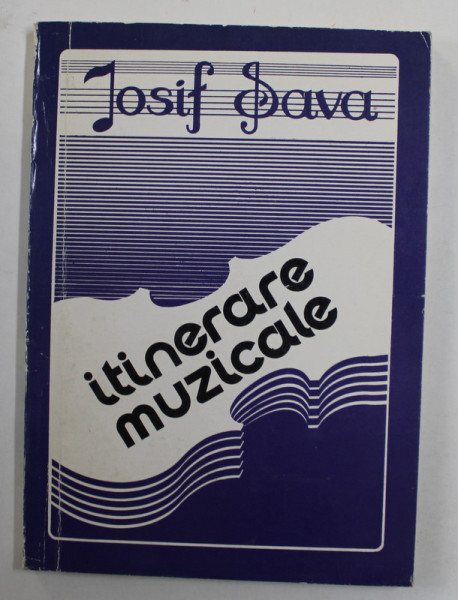 Iosif Sava
itinerare
muzicale